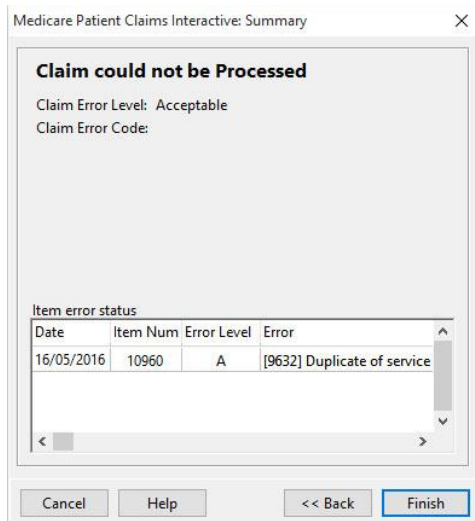 Medicare Patient Claims Interactive: Summary
Claim could not be Processed
Claim Error Level: Acceptable
Claim Error Code:
Item error status
Date Item Num Error Level Error
16/05/2016 10960 A [9632] Duplicate of service
Cancel Help << Back Finish